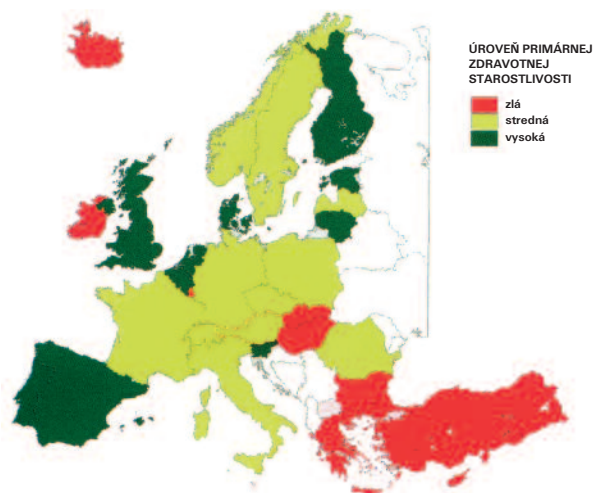 ÚROVEŇ PRIMÁRNEJ
ZDRAVOTNEJ
STAROSTLIVOSTI
zlá
stredná
vysoká